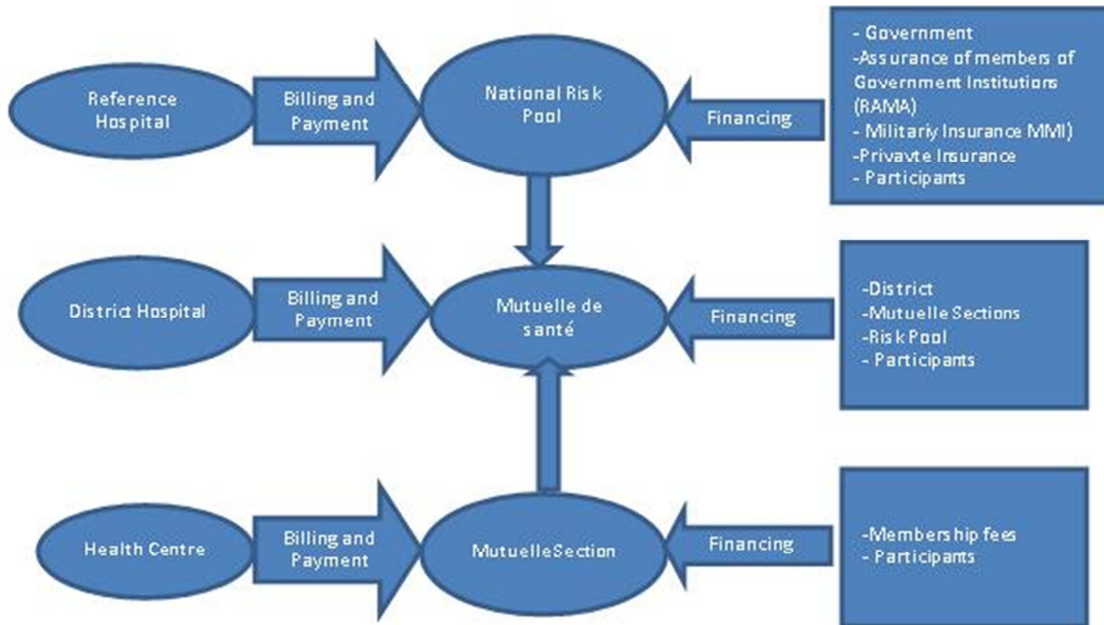 Reference
Hospital
Billing and
Payment
National Risk
Pool
Financing
- Government
-Assurance of members of
Government Institutions
(RAMA)
- Militariy Insurance MMI)
-Privavte Insurance
- Participants
District Hospital
Billing and
Payment
Mutuelle de
santé
Financing
-District
-Mutuelle Sections
-Risk Pool
- Participants
Health Centre
Billing and
Payment
Mutuelle Section
Financing
-Membership fees
- Participants